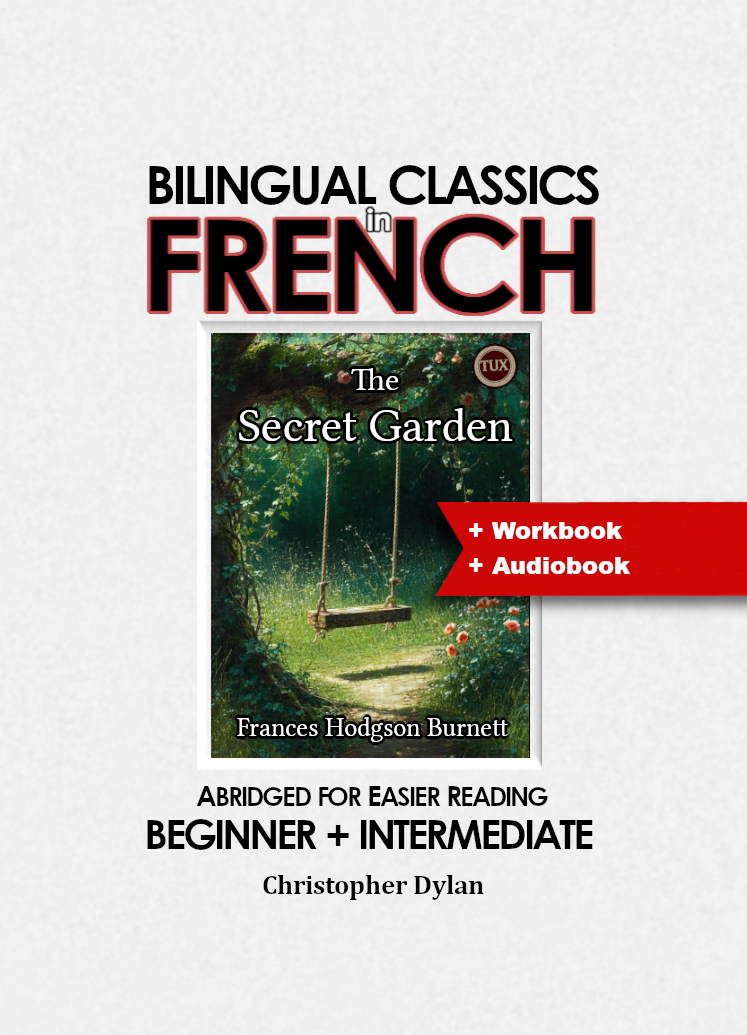 BILINGUAL CLASSICS
in
FRENCH
The
TUX
Secret Garden
+ Workbook
+ Audiobook
Frances Hodgson Burnett
ABRIDGED FOR EASIER READING
BEGINNER + INTERMEDIATE
Christopher Dylan